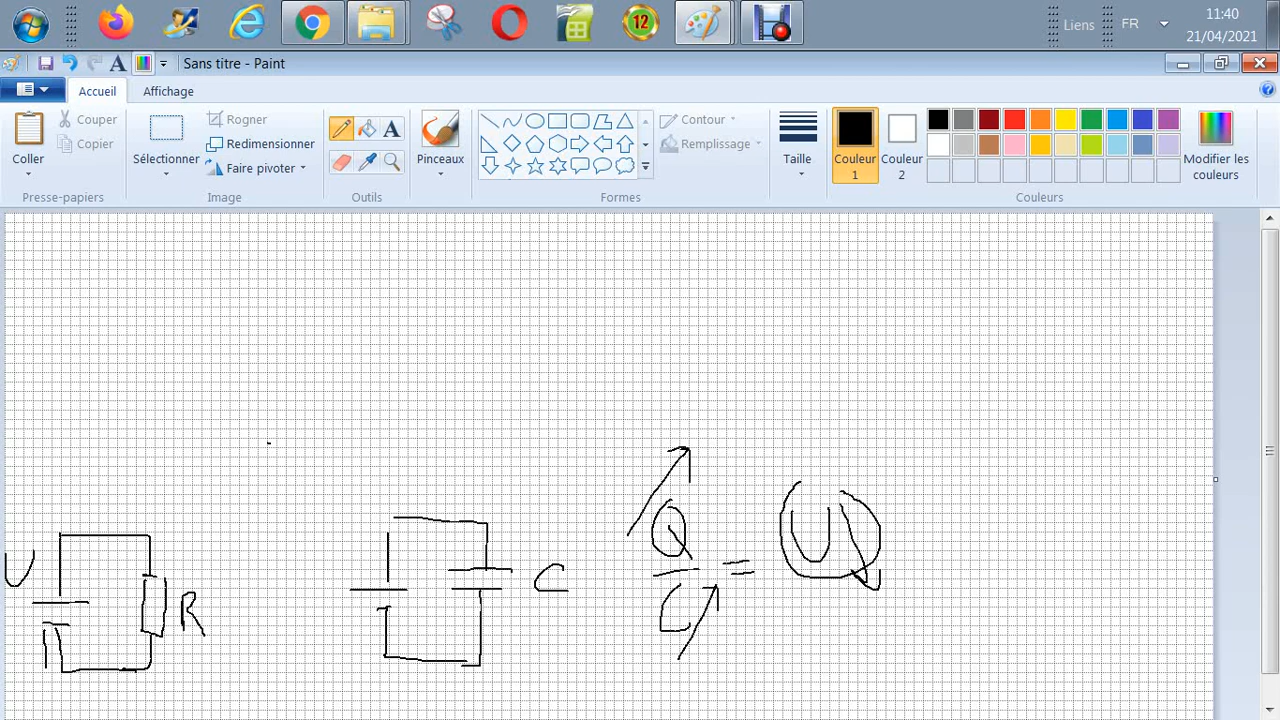 12
Liens
FR
11:40
21/04/2021
Sans titre - Paint
Accueil
Affichage
Coller
Couper
Copier
Presse-papiers
Sélectionner
Rogner
Redimensionner
Faire pivoter
Image
Outils
Pinceaux
Formes
Contour
Remplissage
Taille
Couleur 1
Couleur 2
Modifier les couleurs
Couleurs
U
R
C
Q
C
=
U